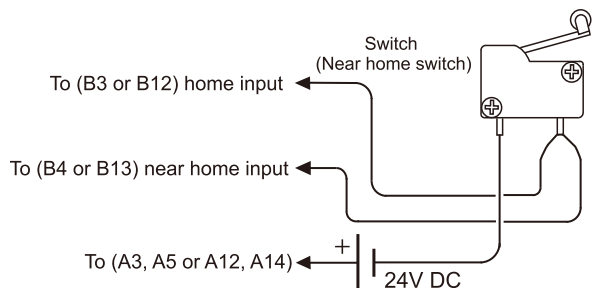 Switch
(Near home switch)
To (B3 or B12) home input
To (B4 or B13) near home input
To (A3, A5 or A12, A14)
+
24V DC